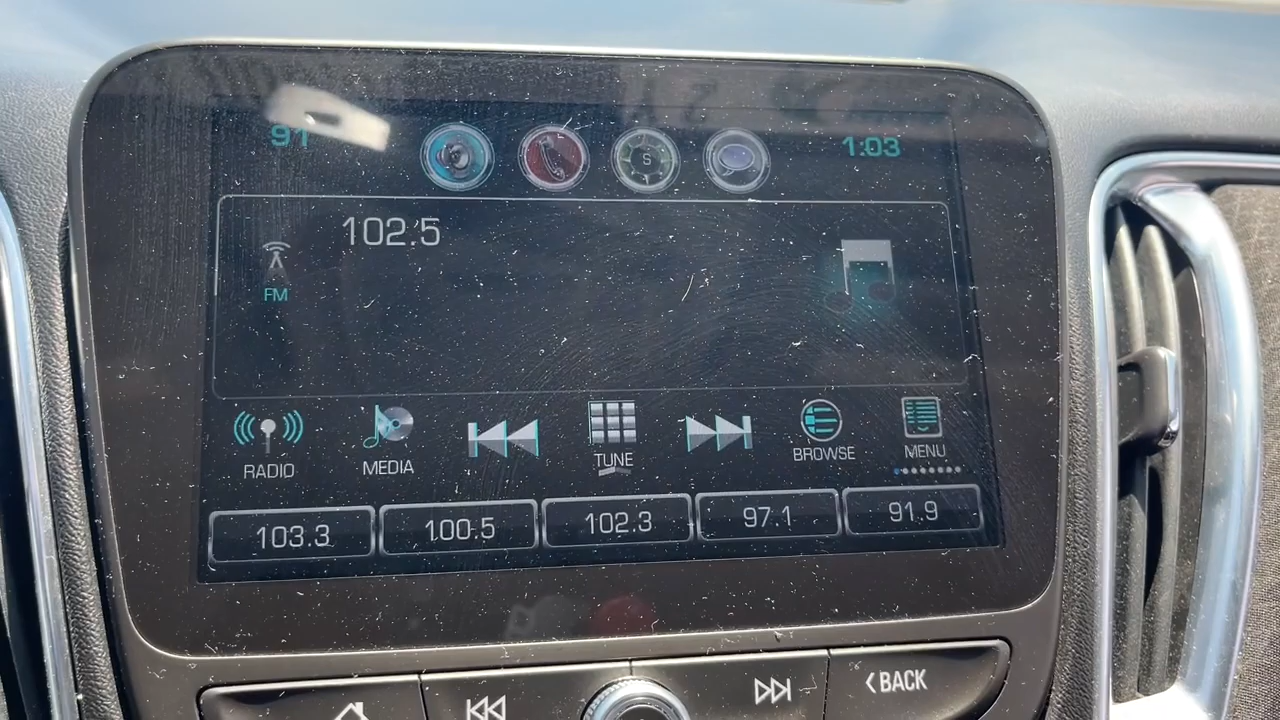 91
S
1:03
102.5
FM
RADIO
MEDIA
TUNE
BROWSE
MENU
103.3
100.5
102.3
97.1
91.9
BACK